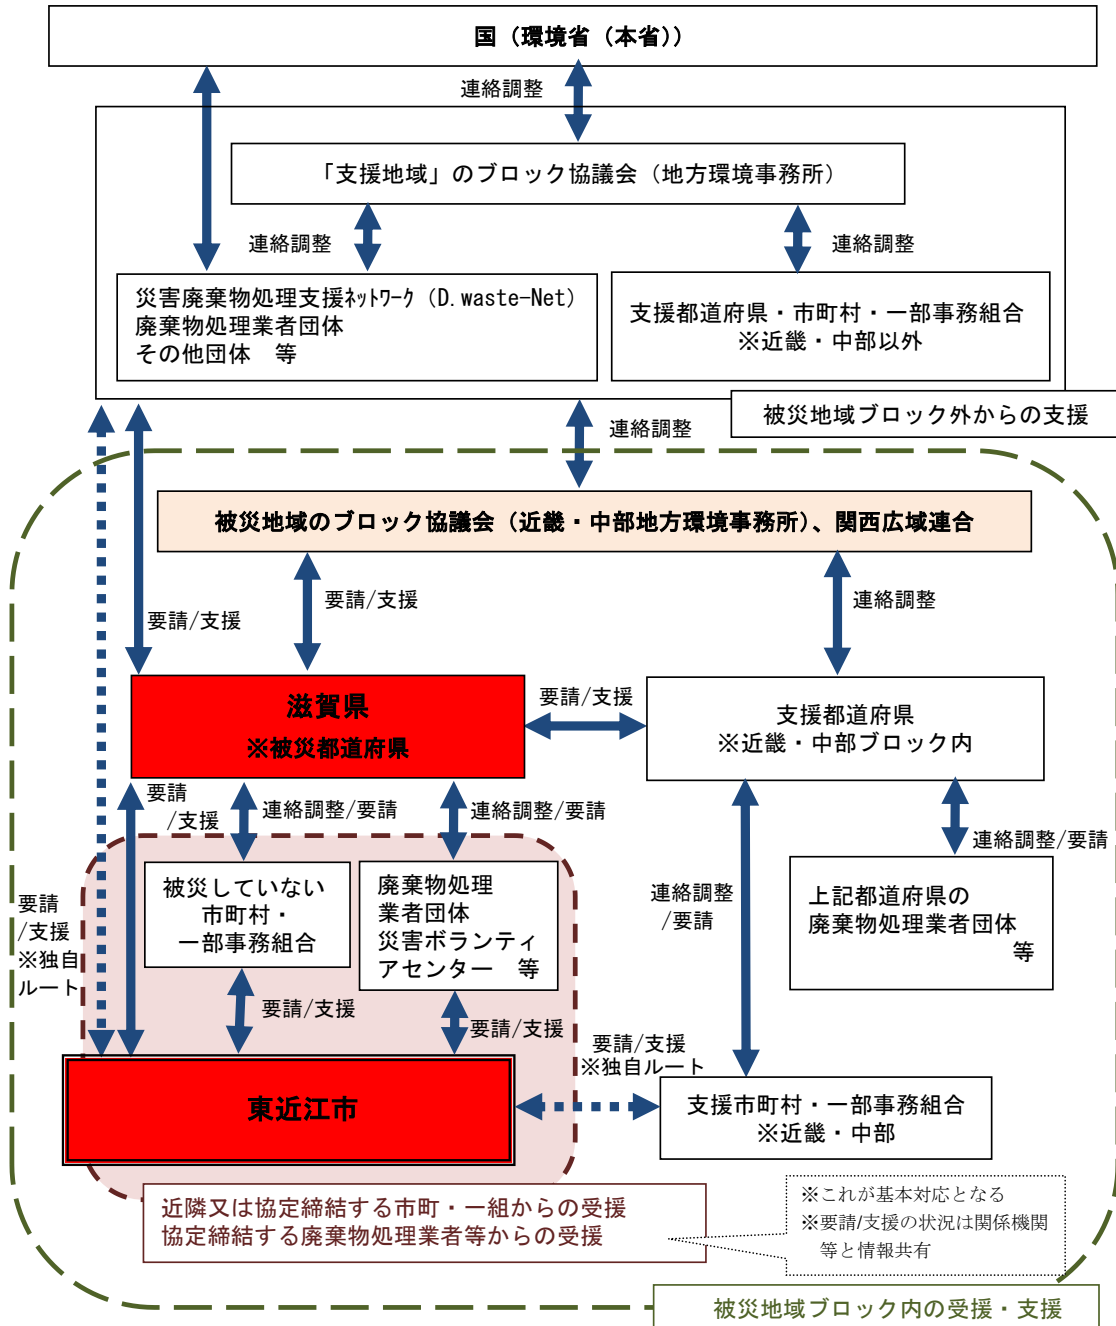 国（環境省（本省））
連絡調整
「支援地域」のブロック協議会（地方環境事務所）
連絡調整
連絡調整
災害廃棄物処理支援ﾈｯﾄﾜｰｸ（D.waste-Net）
廃棄物処理業者団体
その他団体　等
支援都道府県・市町村・一部事務組合
※近畿・中部以外
被災地域ブロック外からの支援
連絡調整
被災地域のブロック協議会（近畿・中部地方環境事務所）、関西広域連合
要請/支援
要請/支援
連絡調整
滋賀県
※被災都道府県
要請/支援
支援都道府県
※近畿・中部ブロック内
要請
/支援
連絡調整/要請
連絡調整/要請
連絡調整/要請
被災していない
市町村・
一部事務組合
廃棄物処理
業者団体
災害ボランティ
アセンター　等
連絡調整
/要請
上記都道府県の
廃棄物処理業者団体
等
要請
/支援
※独自
ルート
要請/支援
要請/支援
要請/支援
※独自ルート
東近江市
支援市町村・一部事務組合
※近畿・中部
近隣又は協定締結する市町・一組からの受援
協定締結する廃棄物処理業者等からの受援
※これが基本対応となる
※要請/支援の状況は関係機関
等と情報共有
被災地域ブロック内の受援・支援